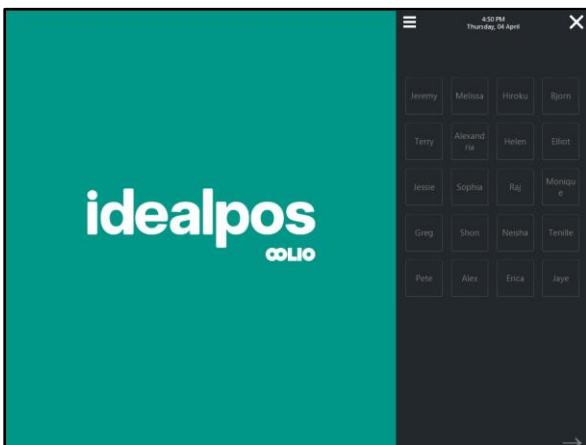 idealpos
OOLIO
4:50 PM
Thursday, 04 April
Jeremy Melissa Hiroku Bjorn
Terry Alexand
ria Helen Elliot
Jessie Sophia Raj Moniqu
e
Greg Shon Neisha Tenille
Pete Alex Erica Jaye